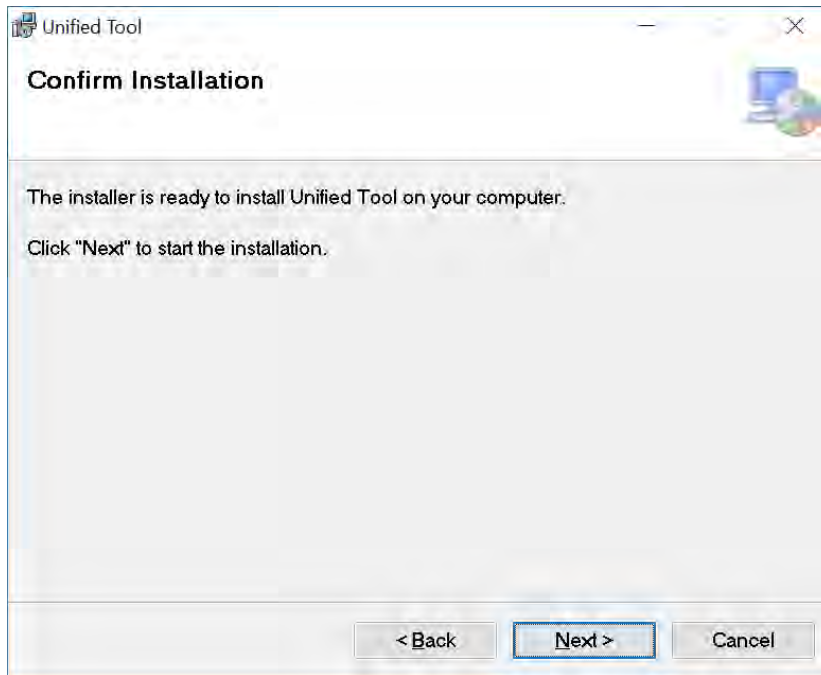 Unified Tool
Confirm Installation
The installer is ready to install Unified Tool on your computer.
Click "Next" to start the installation.
< Back
Next >
Cancel